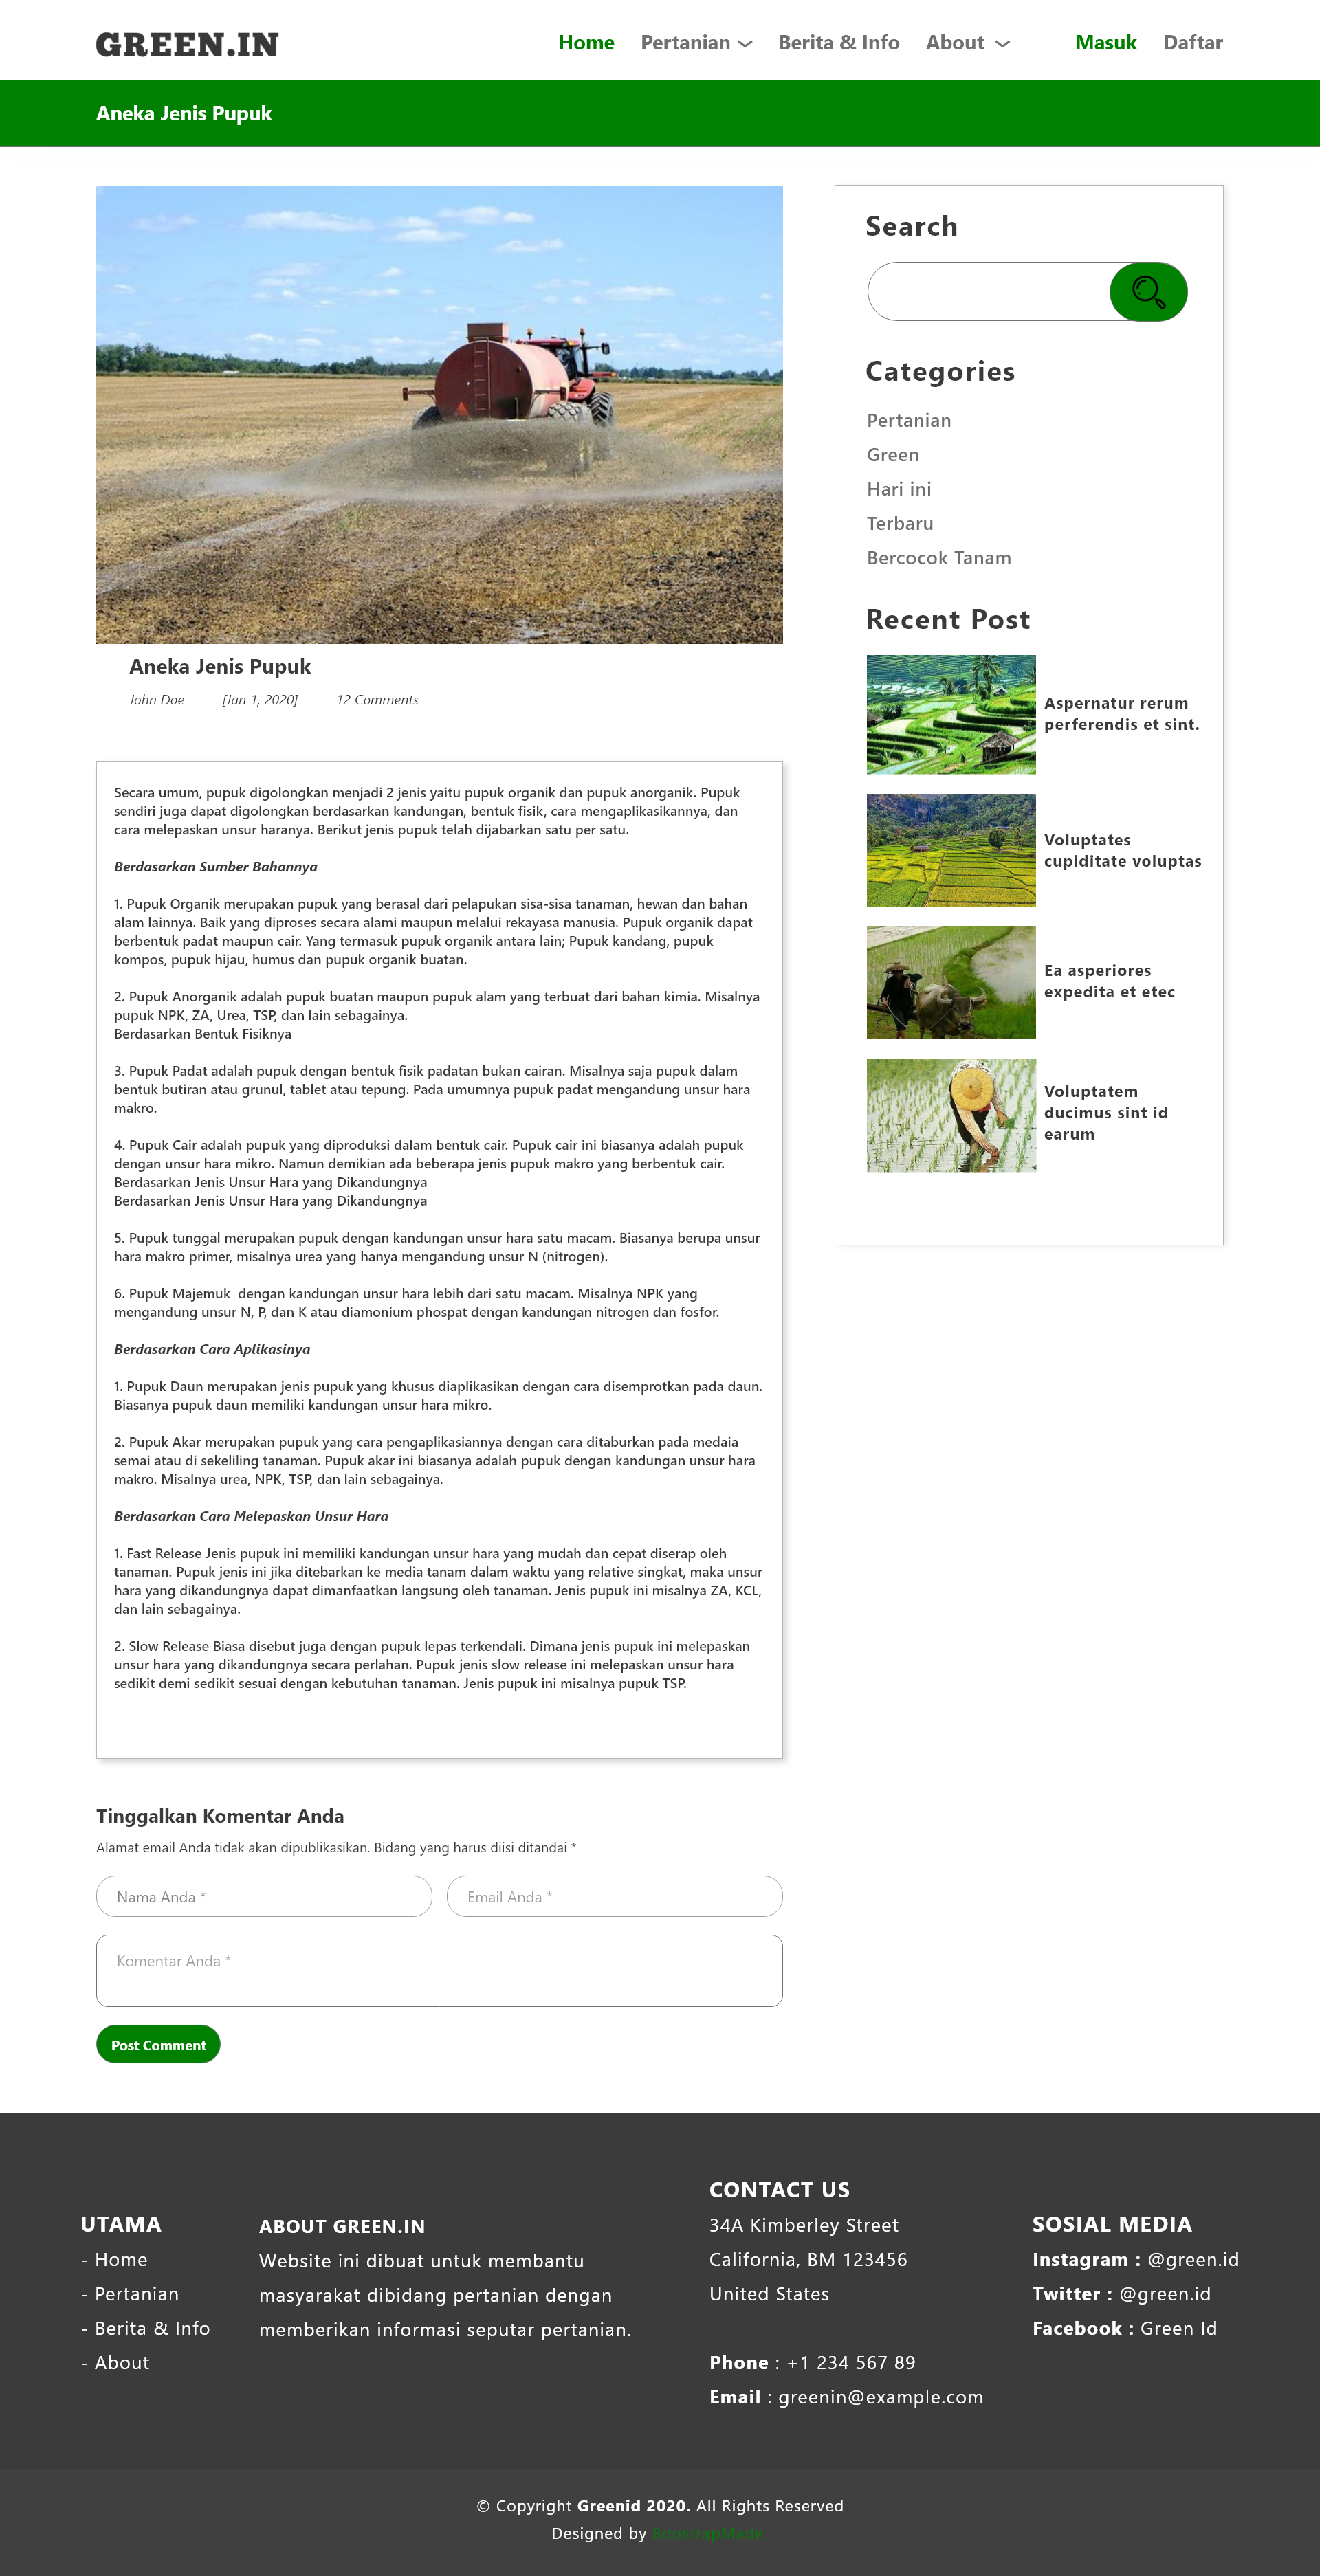 GREEN.IN
Home Pertanian Berita & Info About Masuk Daftar
Aneka Jenis Pupuk
Aneka Jenis Pupuk
John Doe [Jan 1, 2020] 12 Comments
Secara umum, pupuk digolongkan menjadi 2 jenis yaitu pupuk organik dan pupuk anorganik. Pupuk
sendiri juga dapat digolongkan berdasarkan kandungan, bentuk fisik, cara mengaplikasikannya, dan
cara melepaskan unsur haranya. Berikut jenis pupuk telah dijabarkan satu per satu.
Berdasarkan Sumber Bahannya
1. Pupuk Organik merupakan pupuk yang berasal dari pelapukan sisa-sisa tanaman, hewan dan bahan
alam lainnya. Baik yang diproses secara alami maupun melalui rekayasa manusia. Pupuk organik dapat
berbentuk padat maupun cair. Yang termasuk pupuk organik antara lain; Pupuk kandang, pupuk
kompos, pupuk hijau, humus dan pupuk organik buatan.
2. Pupuk Anorganik adalah pupuk buatan maupun pupuk alam yang terbuat dari bahan kimia. Misalnya
pupuk NPK, ZA, Urea, TSP, dan lain sebagainya.
Berdasarkan Bentuk Fisiknya
3. Pupuk Padat adalah pupuk dengan bentuk fisik padatan bukan cairan. Misalnya saja pupuk dalam
bentuk butiran atau grunul, tablet atau tepung. Pada umumnya pupuk padat mengandung unsur hara
makro.
4. Pupuk Cair adalah pupuk yang diproduksi dalam bentuk cair. Pupuk cair ini biasanya adalah pupuk
dengan unsur hara mikro. Namun demikian ada beberapa jenis pupuk makro yang berbentuk cair.
Berdasarkan Jenis Unsur Hara yang Dikandungnya
Berdasarkan Jenis Unsur Hara yang Dikandungnya
5. Pupuk tunggal merupakan pupuk dengan kandungan unsur hara satu macam. Biasanya berupa unsur
hara makro primer, misalnya urea yang hanya mengandung unsur N (nitrogen).
6. Pupuk Majemuk dengan kandungan unsur hara lebih dari satu macam. Misalnya NPK yang
mengandung unsur N, P, dan K atau diamonium phospat dengan kandungan nitrogen dan fosfor.
Berdasarkan Cara Aplikasinya
1. Pupuk Daun merupakan jenis pupuk yang khusus diaplikasikan dengan cara disemprotkan pada daun.
Biasanya pupuk daun memiliki kandungan unsur hara mikro.
2. Pupuk Akar merupakan pupuk yang cara pengaplikasiannya dengan cara ditaburkan pada medaia
semai atau di sekeliling tanaman. Pupuk akar ini biasanya adalah pupuk dengan kandungan unsur hara
makro. Misalnya urea, NPK, TSP, dan lain sebagainya.
Berdasarkan Cara Melepaskan Unsur Hara
1. Fast Release Jenis pupuk ini memiliki kandungan unsur hara yang mudah dan cepat diserap oleh
tanaman. Pupuk jenis ini jika ditebarkan ke media tanam dalam waktu yang relative singkat, maka unsur
hara yang dikandungnya dapat dimanfaatkan langsung oleh tanaman. Jenis pupuk ini misalnya ZA, KCL,
dan lain sebagainya.
2. Slow Release Biasa disebut juga dengan pupuk lepas terkendali. Dimana jenis pupuk ini melepaskan
unsur hara yang dikandungnya secara perlahan. Pupuk jenis slow release ini melepaskan unsur hara
sedikit demi sedikit sesuai dengan kebutuhan tanaman. Jenis pupuk ini misalnya pupuk TSP.
Search
Categories
Pertanian
Green
Hari ini
Terbaru
Bercocok Tanam
Recent Post
Aspernatur rerum
perferendis et sint.
Voluptates
cupiditate voluptas
Ea asperiores
expedita et etec
Voluptatem
ducimus sint id
earum
Tinggalkan Komentar Anda
Alamat email Anda tidak akan dipublikasikan. Bidang yang harus diisi ditandai *
Nama Anda * Email Anda *
Komentar Anda *
Post Comment
UTAMA
- Home
- Pertanian
- Berita & Info
- About
ABOUT GREEN.IN
Website ini dibuat untuk membantu
masyarakat dibidang pertanian dengan
memberikan informasi seputar pertanian.
CONTACT US
34A Kimberley Street
California, BM 123456
United States
Phone : +1 234 567 89
Email : greenin@example.com
SOSIAL MEDIA
Instagram : @green.id
Twitter : @green.id
Facebook : Green Id
© Copyright Greenid 2020. All Rights Reserved
Designed by BoostrapMade